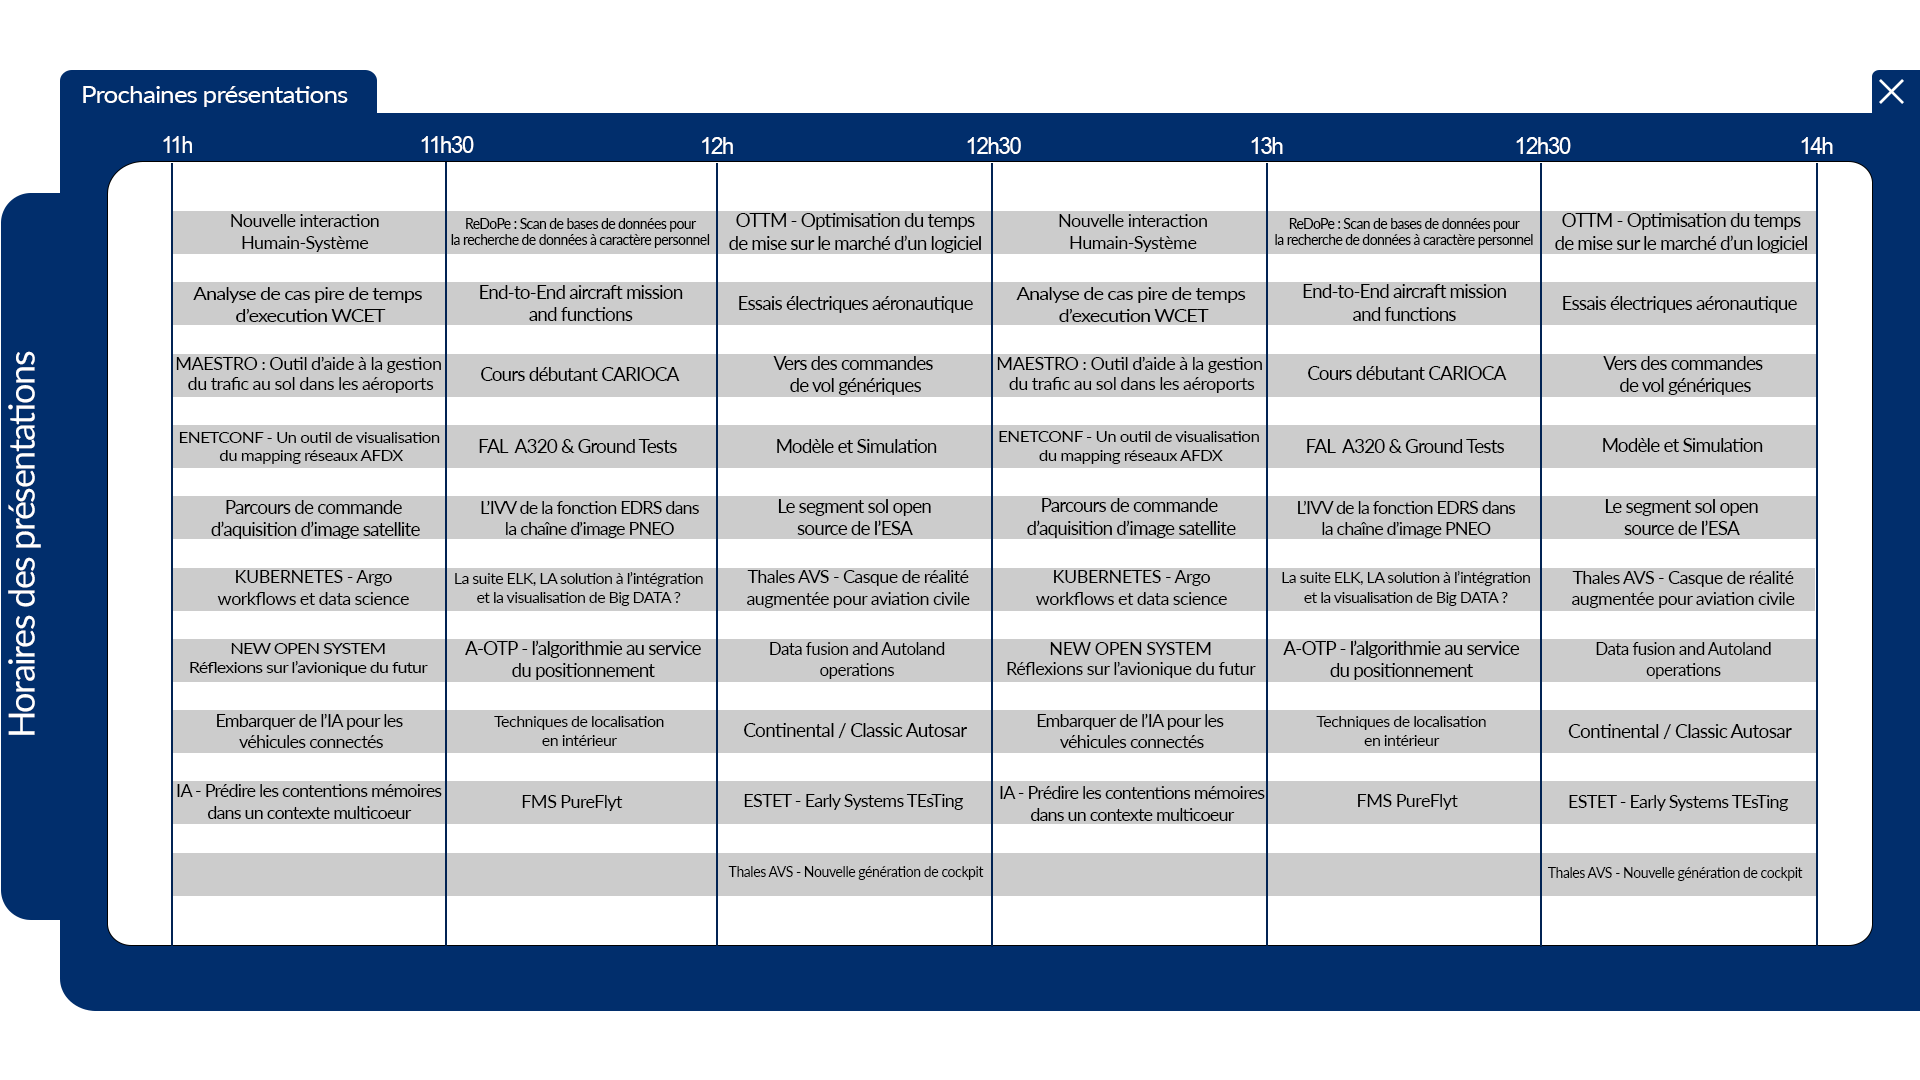 Prochaines présentations
11h 11h30 12h 12h30 13h 12h30 14h
Horaires des présentations
Nouvelle interaction
Humain-Système
ReDoPe : Scan de bases de données pour
la recherche de données à caractère personnel
OTTM - Optimisation du temps
de mise sur le marché d'un logiciel
Nouvelle interaction
Humain-Système
ReDoPe : Scan de bases de données pour
la recherche de données à caractère personnel
OTTM - Optimisation du temps
de mise sur le marché d'un logiciel
Analyse de cas pire de temps
d'execution WCET
End-to-End aircraft mission
and functions
Essais électriques aéronautique
Analyse de cas pire de temps
d'execution WCET
End-to-End aircraft mission
and functions
Essais électriques aéronautique
MAESTRO : Outil d'aide à la gestion
du trafic au sol dans les aéroports
Cours débutant CARIOCA
Vers des commandes
de vol génériques
MAESTRO : Outil d'aide à la gestion
du trafic au sol dans les aéroports
Cours débutant CARIOCA
Vers des commandes
de vol génériques
ENETCONF - Un outil de visualisation
du mapping réseaux AFDX
FAL A320 & Ground Tests
Modèle et Simulation
ENETCONF - Un outil de visualisation
du mapping réseaux AFDX
FAL A320 & Ground Tests
Modèle et Simulation
Parcours de commande
d'aquisition d'image satellite
L'IVV de la fonction EDRS dans
la chaîne d'image PNEO
Le segment sol open
source de l'ESA
Parcours de commande
d'aquisition d'image satellite
L'IVV de la fonction EDRS dans
la chaîne d'image PNEO
Le segment sol open
source de l'ESA
KUBERNETES - Argo
workflows et data science
La suite ELK, LA solution à l'intégration
et la visualisation de Big DATA ?
Thales AVS - Casque de réalité
augmentée pour aviation civile
KUBERNETES - Argo
workflows et data science
La suite ELK, LA solution à l'intégration
et la visualisation de Big DATA ?
Thales AVS - Casque de réalité
augmentée pour aviation civile
NEW OPEN SYSTEM
Réflexions sur l'avionique du futur
A-OTP - l'algorithmie au service
du positionnement
Data fusion and Autoland
operations
NEW OPEN SYSTEM
Réflexions sur l'avionique du futur
A-OTP - l'algorithmie au service
du positionnement
Data fusion and Autoland
operations
Embarquer de l'IA pour les
véhicules connectés
Techniques de localisation
en intérieur
Continental / Classic Autosar
Embarquer de l'IA pour les
véhicules connectés
Techniques de localisation
en intérieur
Continental / Classic Autosar
IA - Prédire les contentions mémoires
dans un contexte multicoeur
FMS PureFlyt
ESTET - Early Systems TEsTing
IA - Prédire les contentions mémoires
dans un contexte multicoeur
FMS PureFlyt
ESTET - Early Systems TEsTing
Thales AVS - Nouvelle génération de cockpit
Thales AVS - Nouvelle génération de cockpit